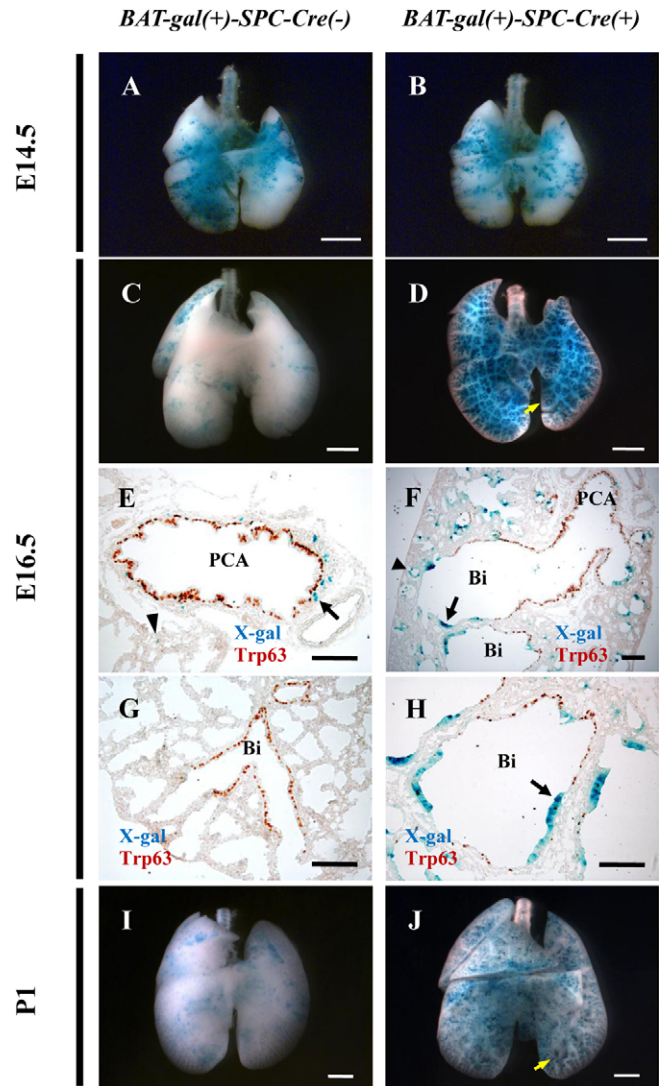 BAT-gal(+)-SPC-Cre(-) BAT-gal(+)-SPC-Cre(+)
E14.5
A
B
E16.5
C
D
E
PCA
X-gal
Trp63
F
PCA
Bi
Bi
X-gal
Trp63
G
Bi
X-gal
Trp63
H
Bi
X-gal
Trp63
P1
I
J